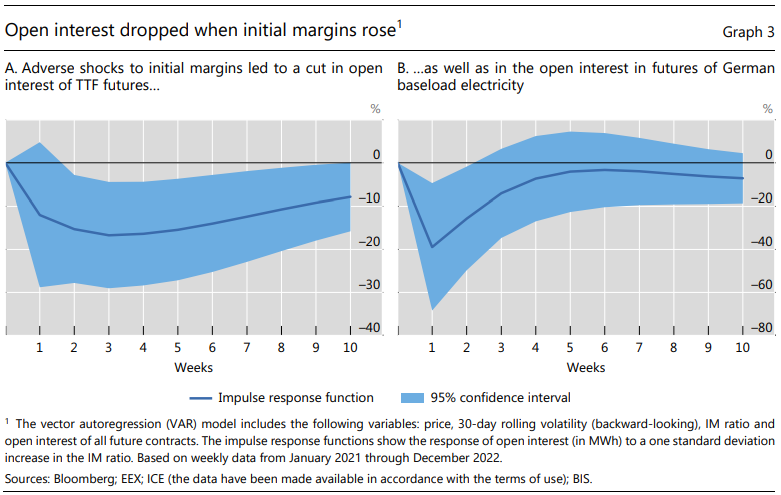 Open interest dropped when initial margins rose¹
Graph 3
A. Adverse shocks to initial margins led to a cut in open
interest of TTF futures…
%
0
–10
–20
–30
–40
1 2 3 4 5 6 7 8 9 10
Weeks
B. …as well as in the open interest in futures of German
baseload electricity
%
0
–20
–40
–60
–80
1 2 3 4 5 6 7 8 9 10
Weeks
Impulse response function
95% confidence interval
¹ The vector autoregression (VAR) model includes the following variables: price, 30-day rolling volatility (backward-looking), IM ratio and
open interest of all future contracts. The impulse response functions show the response of open interest (in MWh) to a one standard deviation
increase in the IM ratio. Based on weekly data from January 2021 through December 2022.
Sources: Bloomberg; EEX; ICE (the data have been made available in accordance with the terms of use); BIS.